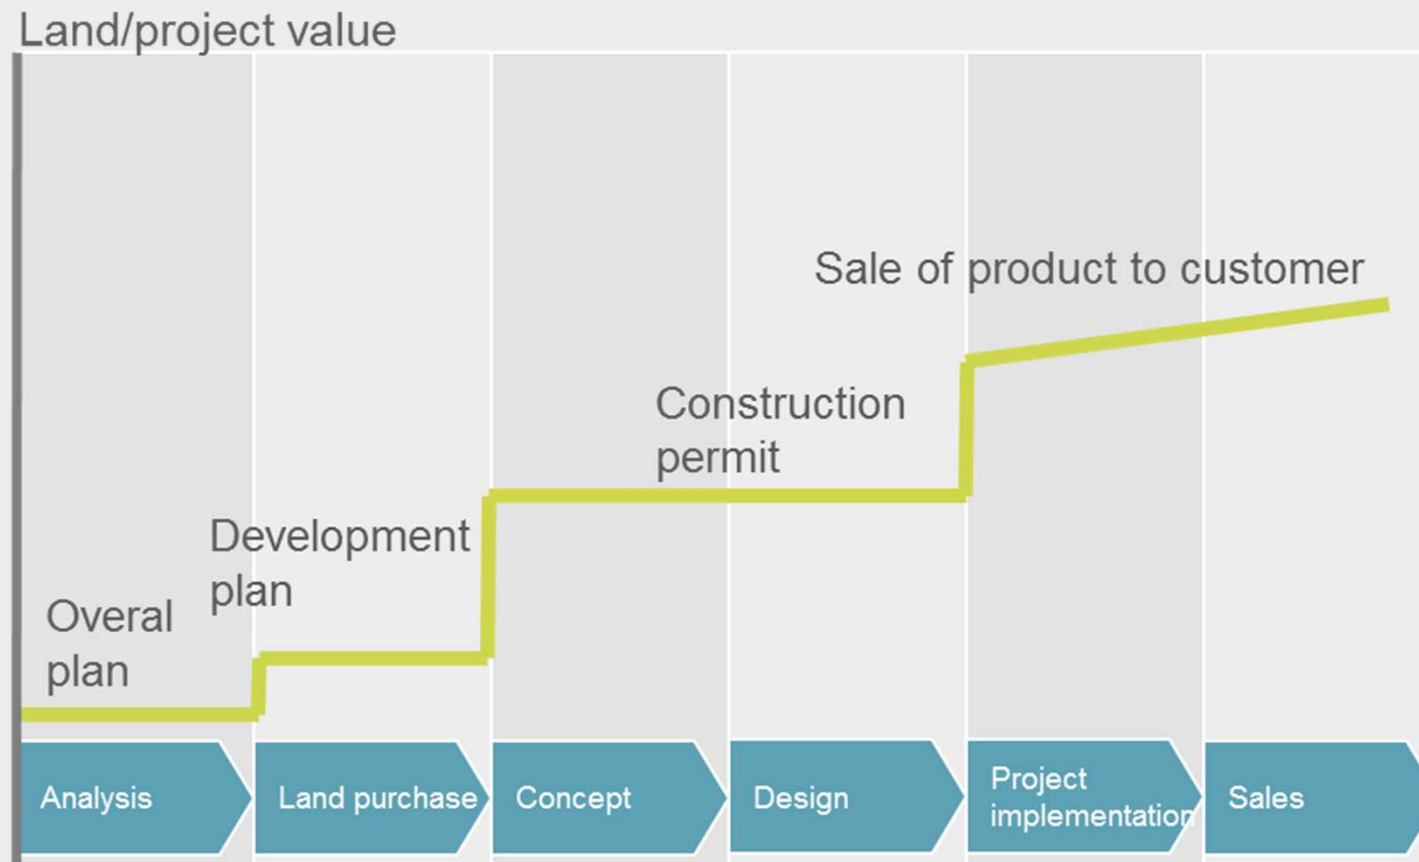 Land/project value
Sale of product to customer
Construction
permit
Development
plan
Overal
plan
Analysis
Land purchase
Concept
Design
Project
implementation
Sales